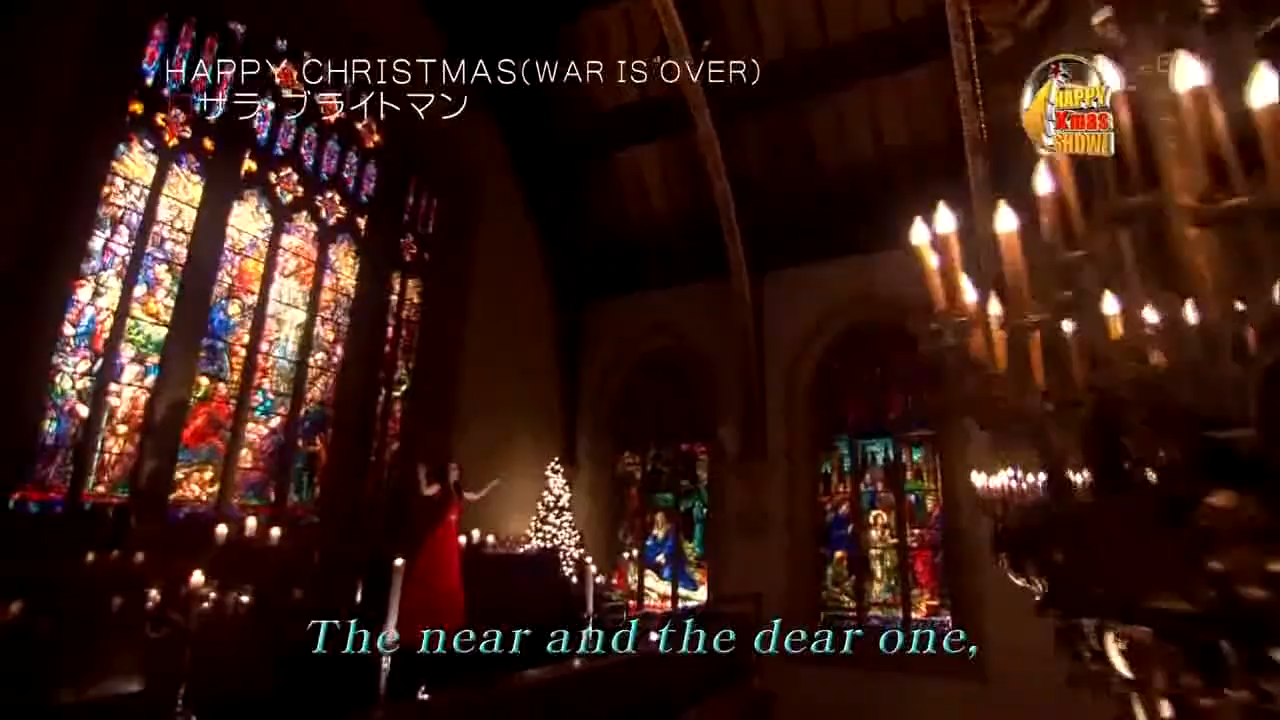 HAPPY CHRISTMAS(WAR IS OVER)
サラ・ブライトマン
HAPPY
Xmas
SHOW!
The near and the dear one,